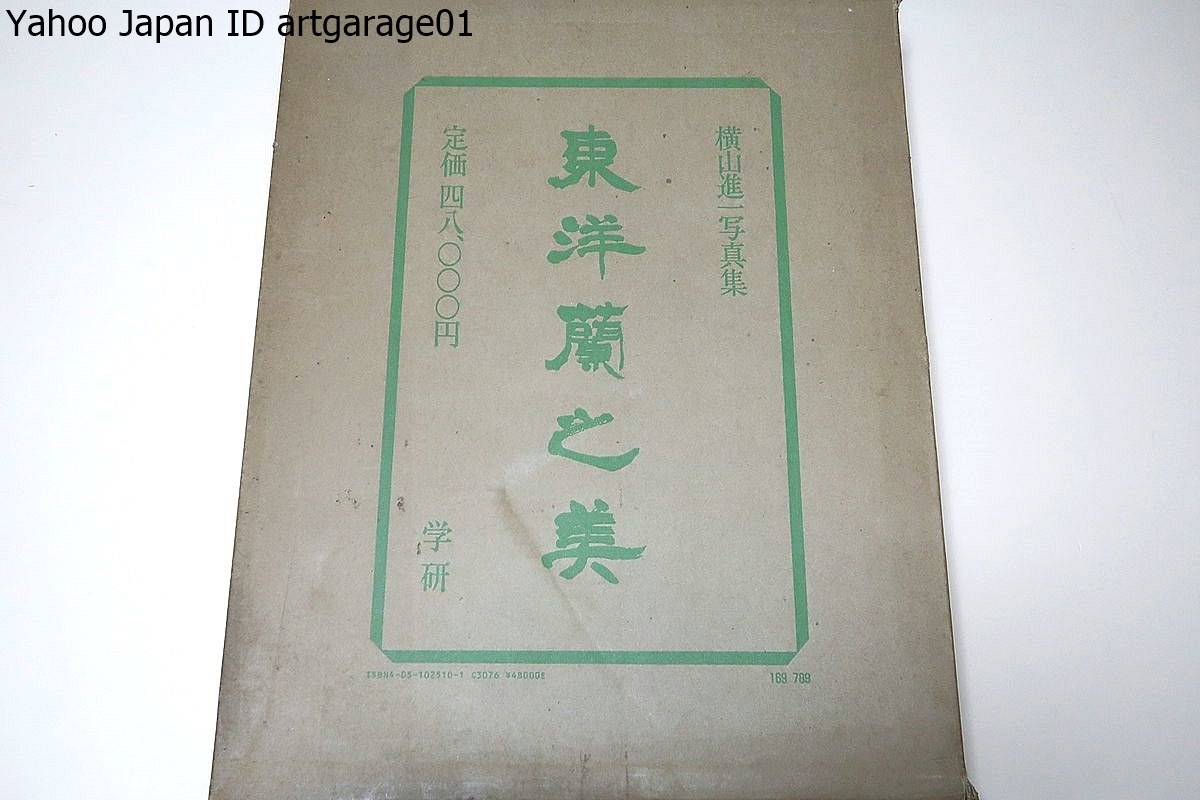 Yahoo Japan ID artgarage01
横山進一写真集
東洋蘭之美
定価四八、〇〇〇円
学研
ISBN4-05-102510-1 C3076 ¥48000E
169 789